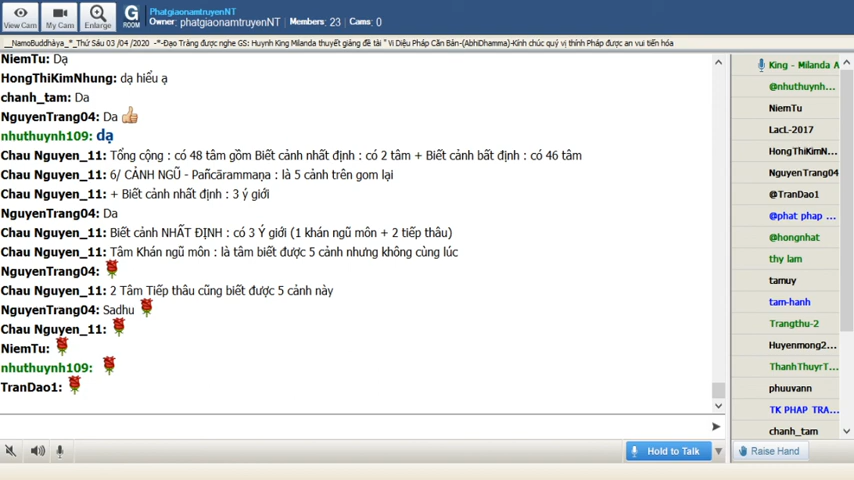 PhatgiaonamtruyenNT
Owner: phatgiaonamtruyenNT | Members: 23 Cams: 0
View Cam
My Cam
Enlarge
G
ROOM
__NamoBuddhàya_*_Thứ Sáu 03 /04 /2020 -*-Đạo Tràng được nghe GS: Huynh King Milanda thuyết giảng đề tài " Vi Diệu Pháp Căn Bản-(AbhiDhamma)-Kính chúc quý vị thính Pháp được an vui tiến hóa
NiemTu: Dạ
HongThiKimNhung: dạ hiểu ạ
chanh_tam: Da
NguyenTrang04: Da
nhuthuynh109: dạ
Chau Nguyen_11: Tổng cộng : có 48 tâm gồm Biết cảnh nhất định : có 2 tâm + Biết cảnh bất định : có 46 tâm
Chau Nguyen_11: 6/ CẢNH NGŨ - Pañcārammaṇa : là 5 cảnh trên gom lại
Chau Nguyen_11: + Biết cảnh nhất định : 3 ý giới
NguyenTrang04: Da
Chau Nguyen_11: Biết cảnh NHẤT ĐỊNH : có 3 Ý giới (1 khán ngũ môn + 2 tiếp thâu)
Chau Nguyen_11: Tâm Khán ngũ môn : là tâm biết được 5 cảnh nhưng không cùng lúc
NguyenTrang04:
Chau Nguyen_11: 2 Tâm Tiếp thâu cũng biết được 5 cảnh này
NguyenTrang04: Sadhu
Chau Nguyen_11:
NiemTu:
nhuthuynh109:
TranDao1:
Hold to Talk
King - Milanda A
@nhuthuynh...
NiemTu
LacL-2017
HongThiKimN...
NguyenTrang04
@TranDao1
@phat phap ...
@hongnhat
thy lam
tamuy
tam-hanh
Trangthu-2
Huyenmong2...
ThanhThuyrT...
phuuvann
TK PHAP TRA...
chanh_tam
Raise Hand